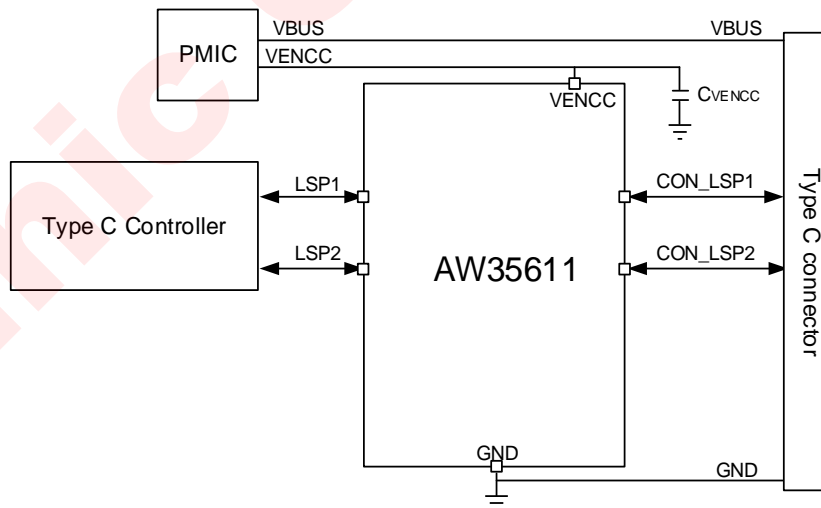 VBUS
VBUS
PMIC
VENCC
VENCC
CVENCC
LSP1
CON_LSP1
Type C Controller
Type C connector
LSP2
CON_LSP2
AW35611
GND
GND